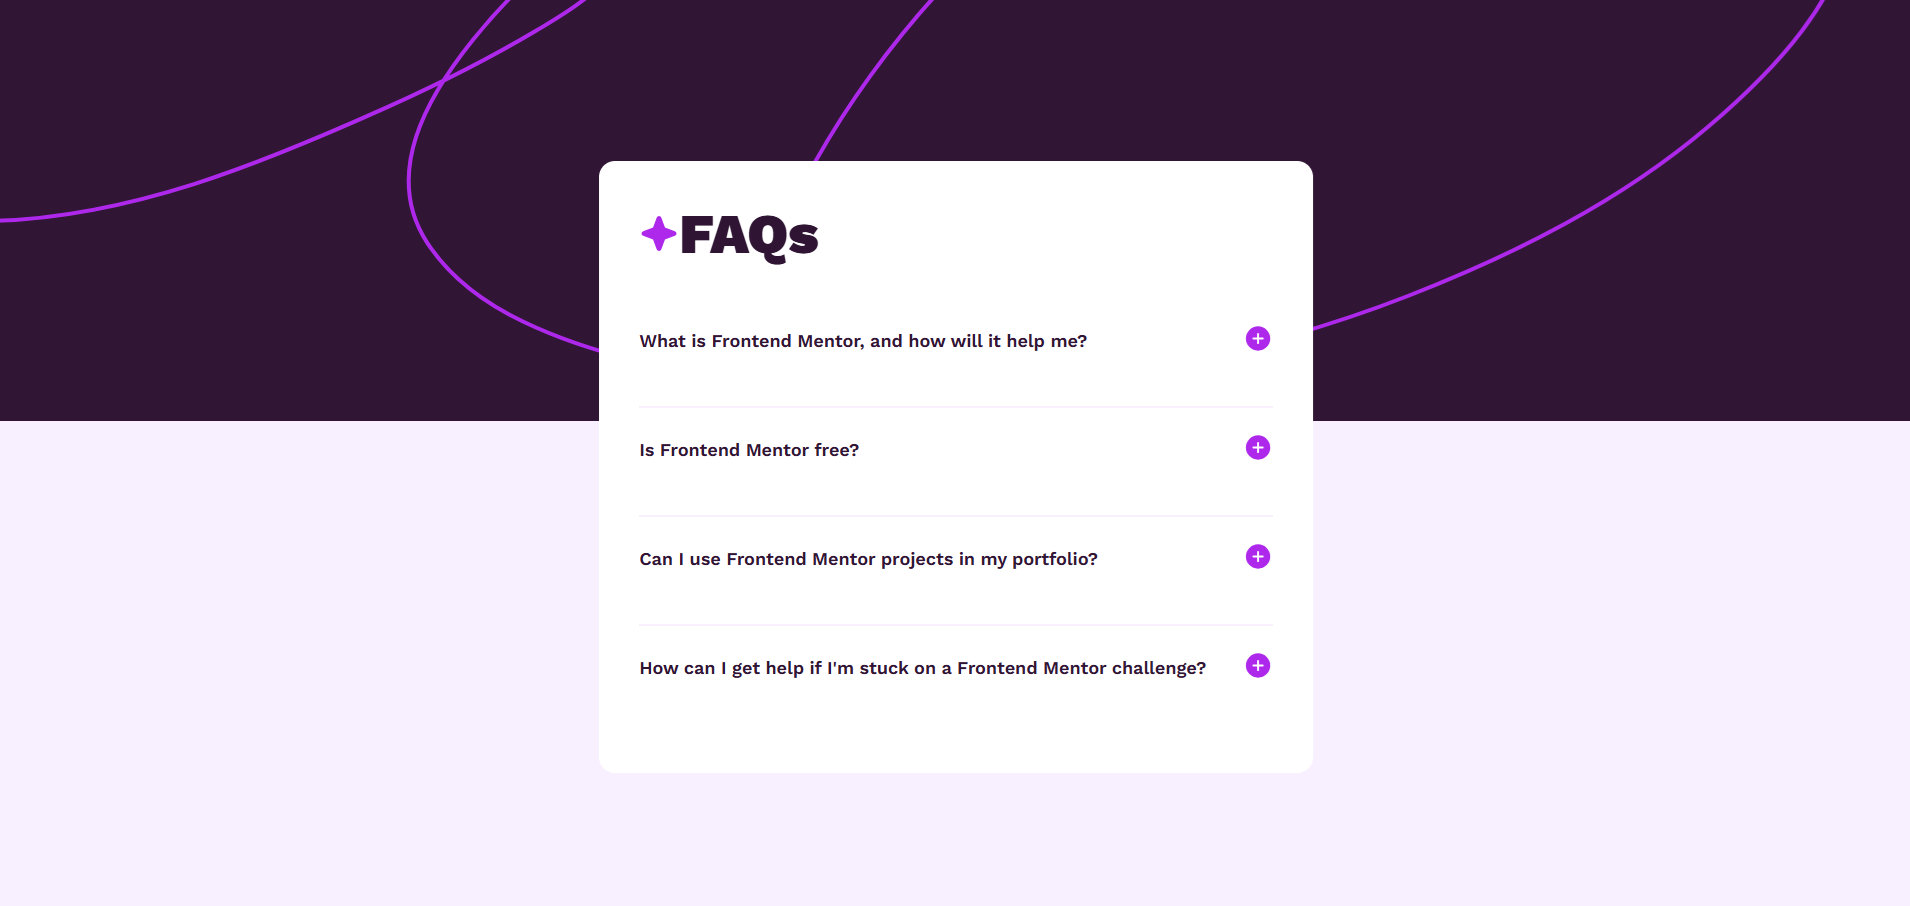 FAQs
What is Frontend Mentor, and how will it help me?
Is Frontend Mentor free?
Can I use Frontend Mentor projects in my portfolio?
How can I get help if I'm stuck on a Frontend Mentor challenge?